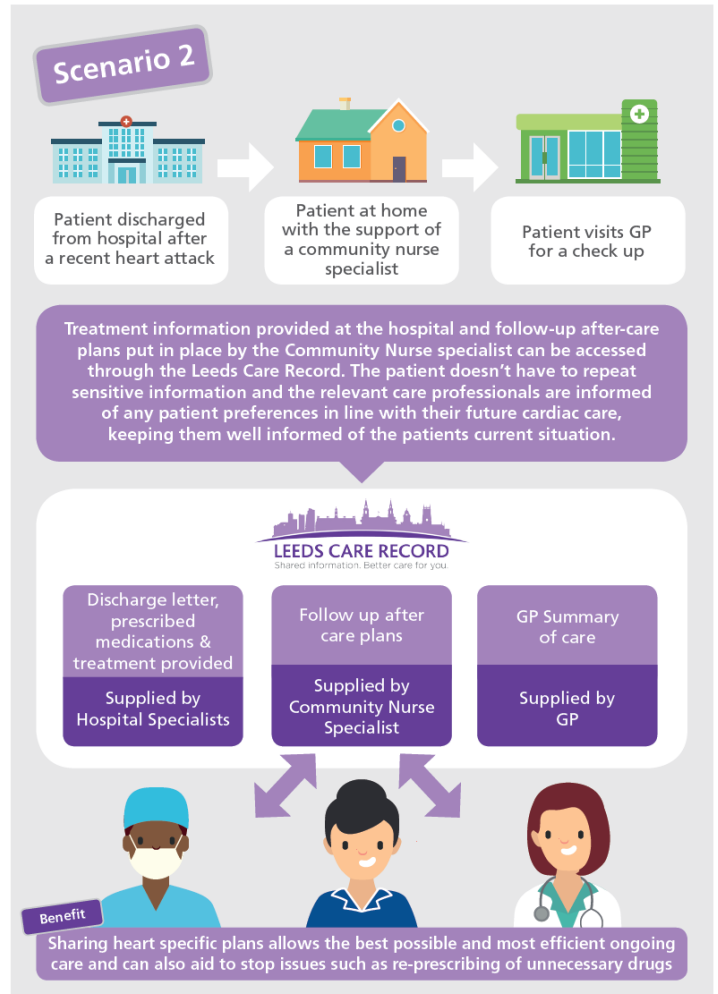 Scenario 2
Patient discharged
from hospital after
a recent heart attack
Patient at home
with the support of
a community nurse
specialist
Patient visits GP
for a check up
Treatment information provided at the hospital and follow-up after-care
plans put in place by the Community Nurse specialist can be accessed
through the Leeds Care Record. The patient doesn’t have to repeat
sensitive information and the relevant care professionals are informed
of any patient preferences in line with their future cardiac care,
keeping them well informed of the patients current situation.
LEEDS CARE RECORD
Shared information. Better care for you.
Discharge letter,
prescribed
medications &
treatment provided
Supplied by
Hospital Specialists
Follow up after
care plans
Supplied by
Community Nurse
Specialist
GP Summary
of care
Supplied by
GP
Benefit
Sharing heart specific plans allows the best possible and most efficient ongoing
care and can also aid to stop issues such as re-prescribing of unnecessary drugs